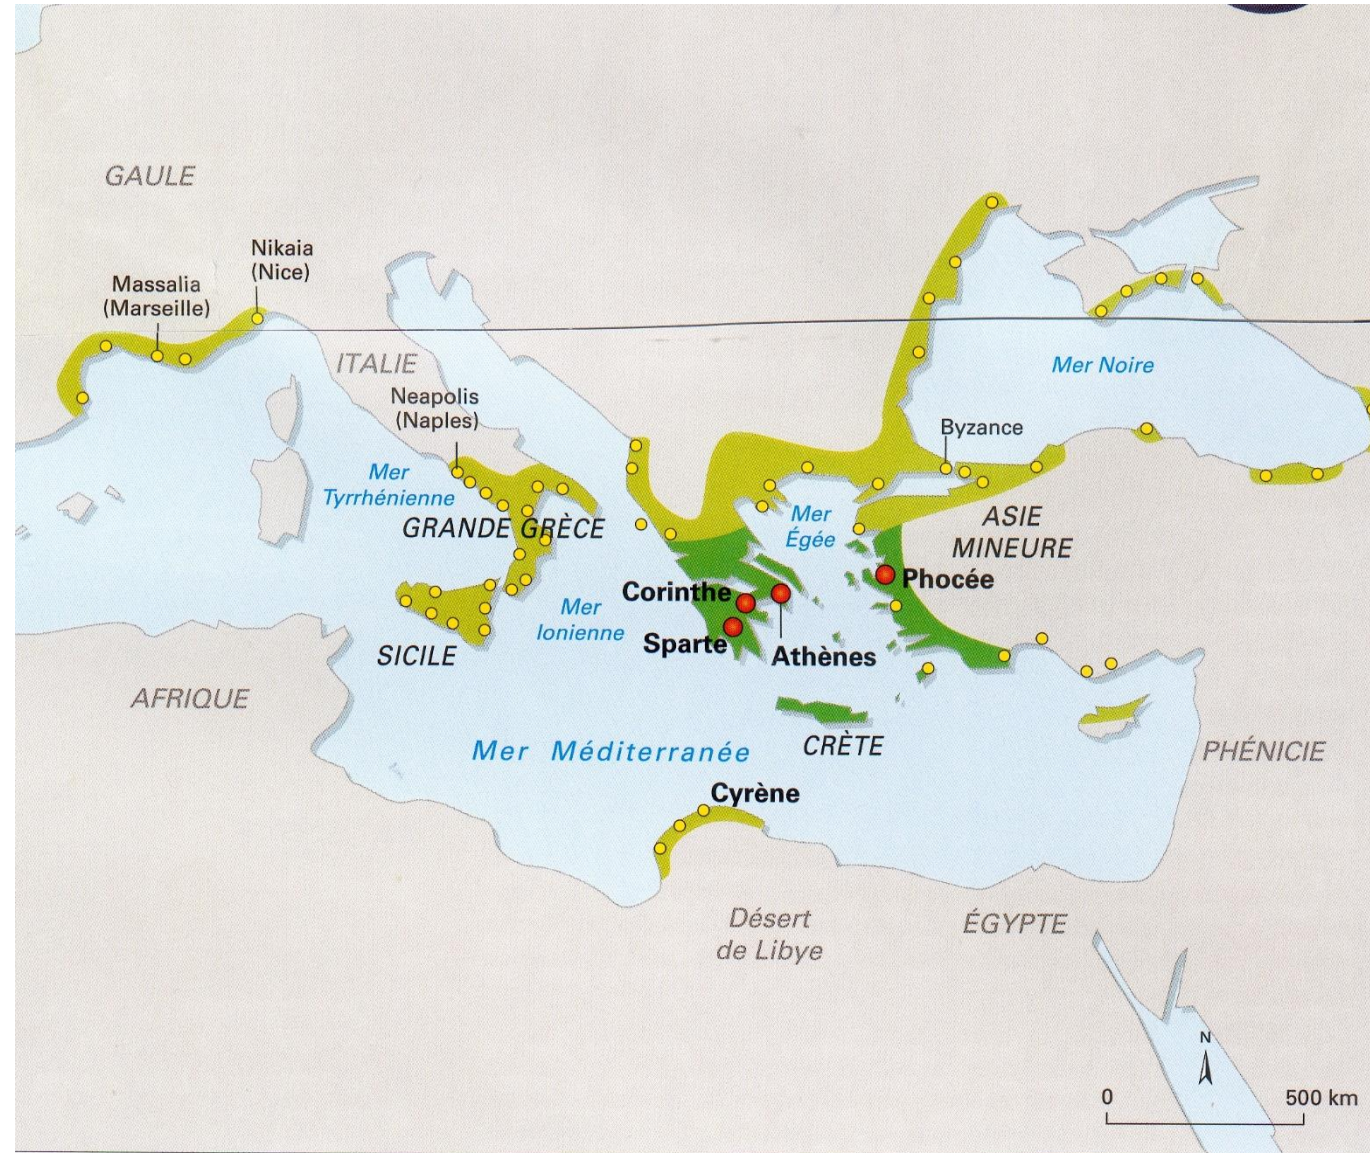 GAULE
Nikaia
(Nice)
Massalia
(Marseille)
ITALIE
Mer Noire
Neapolis
(Naples)
Byzance
Mer
Tyrrhénienne
GRANDE GRÈCE
Mer
Égée
ASIE
MINEURE
Phocée
Corinthe
Mer
Ionienne
Sparte
Athènes
SICILE
AFRIQUE
CRÈTE
Mer Méditerranée
PHÉNICIE
Cyrène
Désert
de Libye
ÉGYPTE
N
0 500 km